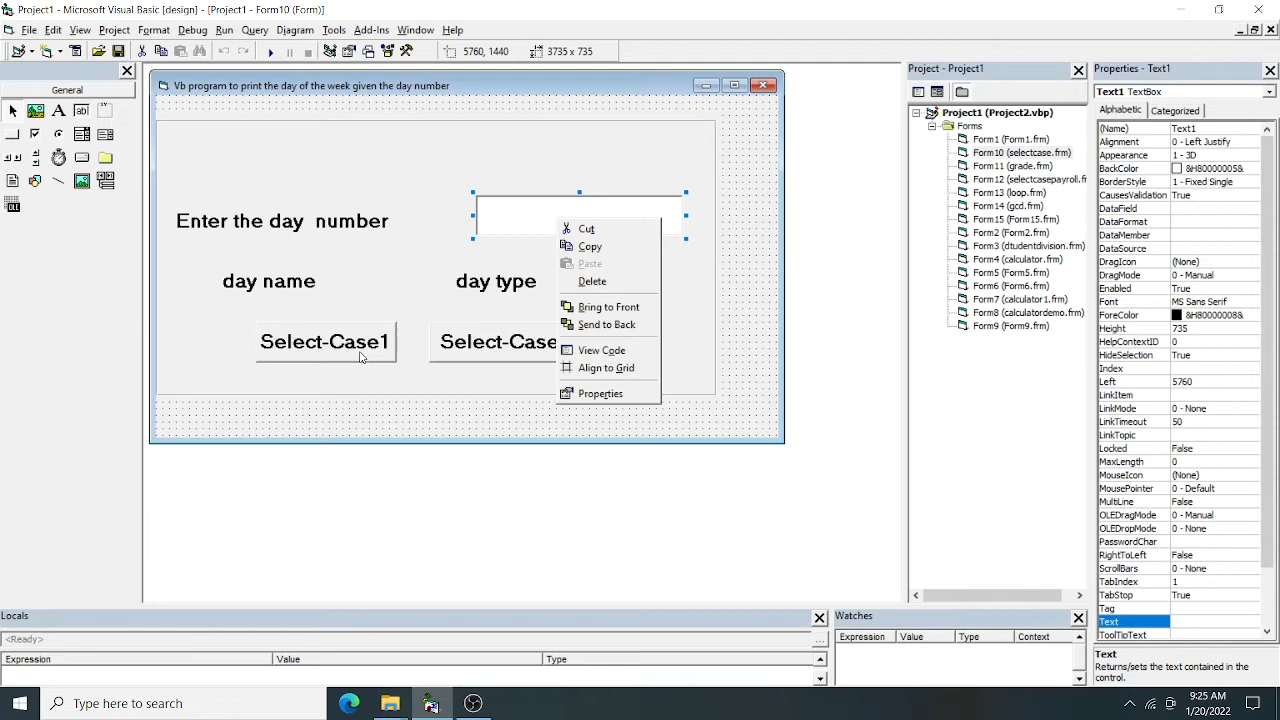 Project1 - Microsoft Visual Basic [design] - [Project1 - Form10 (Form)]
File Edit View Project Format Debug Run Query Diagram Tools Add-Ins Window Help
5760, 1440 3735 x 735
General
Vb program to print the day of the week given the day number
Enter the day number
day name day type
Select-Case1 Select-Case
Cut
Copy
Paste
Delete
Bring to Front
Send to Back
View Code
Align to Grid
Properties
Project - Project1
Project1 (Project2.vbp)
Forms
Form1 (Form1.frm)
Form10 (selectcase.frm)
Form11 (grade.frm)
Form12 (selectcasepayroll.fr
Form13 (loop.frm)
Form14 (gcd.frm)
Form15 (Form15.frm)
Form2 (Form2.frm)
Form3 (dtudentdivision.frm)
Form4 (calculator.frm)
Form5 (Form5.frm)
Form6 (Form6.frm)
Form7 (calculator1.frm)
Form8 (calculatordemo.frm)
Form9 (Form9.frm)
Properties - Text1
Text1 TextBox
Alphabetic Categorized
(Name) Text1
Alignment 0 - Left Justify
Appearance 1 - 3D
BackColor &H80000005&
BorderStyle 1 - Fixed Single
CausesValidation True
DataField
DataFormat
DataMember
DataSource
DragIcon (None)
DragMode 0 - Manual
Enabled True
Font MS Sans Serif
ForeColor &H80000008&
Height 735
HelpContextID 0
HideSelection True
Index
Left 5760
LinkItem
LinkMode 0 - None
LinkTimeout 50
LinkTopic
Locked False
MaxLength 0
MouseIcon (None)
MousePointer 0 - Default
MultiLine False
OLEDragMode 0 - Manual
OLEDropMode 0 - None
PasswordChar
RightToLeft False
ScrollBars 0 - None
TabIndex 1
TabStop True
Tag
Text
ToolTipText
Text
Returns/sets the text contained in the
control.
Locals
<Ready>
Expression Value Type
Watches
Expression Value Type Context
Type here to search
9:25 AM
1/20/2022